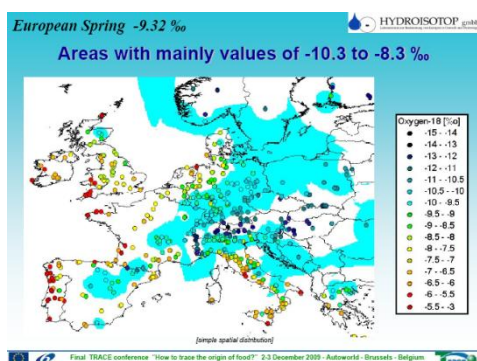 European Spring -9.32 ‰
HYDROISOTOP gmbH
Areas with mainly values of -10.3 to -8.3 ‰
Oxygen-18 [‰]
-15 - -14
-14 - -13
-13 - -12
-12 - -11
-11 - -10.5
-10.5 - -10
-10 - -9.5
-9.5 - -9
-9 - -8.5
-8.5 - -8
-8 - -7.5
-7.5 - -7
-7 - -6.5
-6.5 - -6
-6 - -5.5
-5.5 - -3
[simple spatial distribution]
Final TRACE conference "How to trace the origin of food?" 2-3 December 2009 - Autoworld - Brussels - Belgium